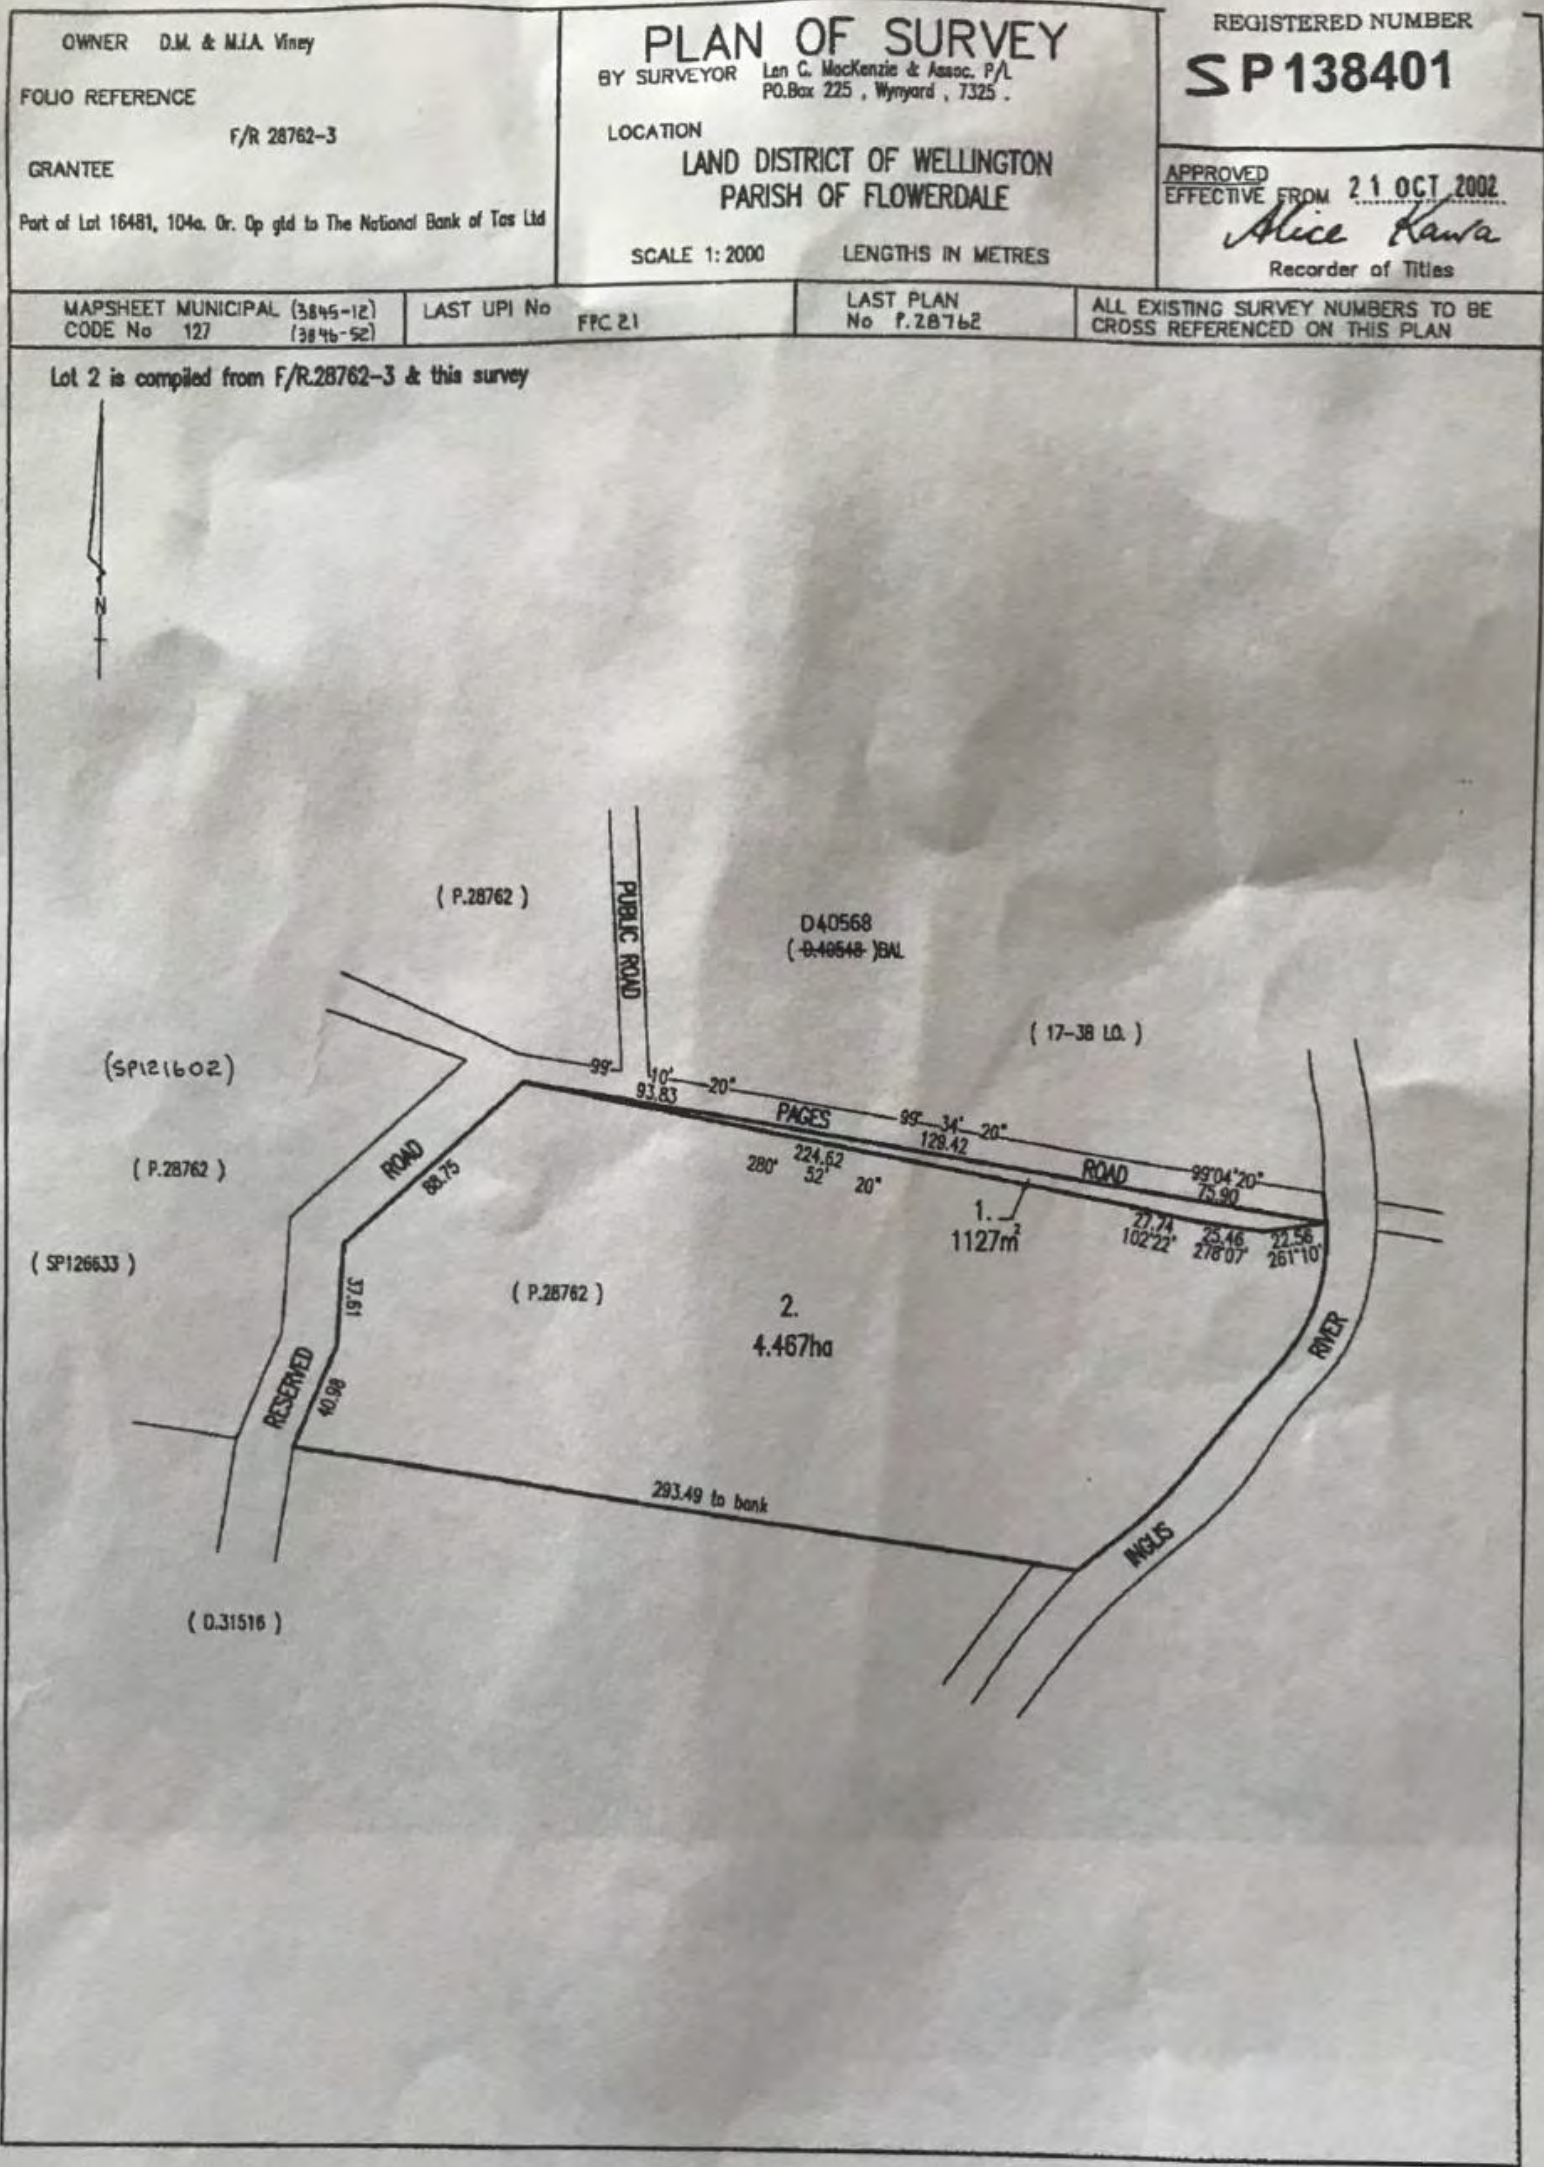 OWNER D.M. & M.I.A. Viney
FOLIO REFERENCE
F/R 28762-3
GRANTEE
Part of Lot 16481, 104a. 0r. 0p gtd to The National Bank of Tas Ltd
PLAN OF SURVEY
BY SURVEYOR Len C. MacKenzie & Assoc. P/L
PO.Box 225 , Wynyard , 7325 .
LOCATION
LAND DISTRICT OF WELLINGTON
PARISH OF FLOWERDALE
SCALE 1: 2000 LENGTHS IN METRES
REGISTERED NUMBER
SP138401
APPROVED
EFFECTIVE FROM 21 OCT 2002
Alice Kawa
Recorder of Titles
MAPSHEET MUNICIPAL (3845-12)
CODE No 127 (3846-52)
LAST UPI No FPC 21
LAST PLAN
No P.28762
ALL EXISTING SURVEY NUMBERS TO BE
CROSS REFERENCED ON THIS PLAN
Lot 2 is compiled from F/R.28762-3 & this survey
N
( P.28762 )
PUBLIC ROAD
D40568
( D.40548 )BAL
( 17-38 LO. )
(SP121602)
99° 10' 20"
93.83
PAGES
99° 34' 20"
129.42
ROAD
99°04'20"
75.90
( P.28762 )
ROAD
88.75
224.62
280° 52' 20"
1.
1127m²
27.74
102°22'
25.46
278°07'
22.56
261°10'
( SP126633 )
37.61
( P.28762 )
2.
4.467ha
RIVER
RESERVED
40.98
293.49 to bank
INGLIS
( D.31516 )